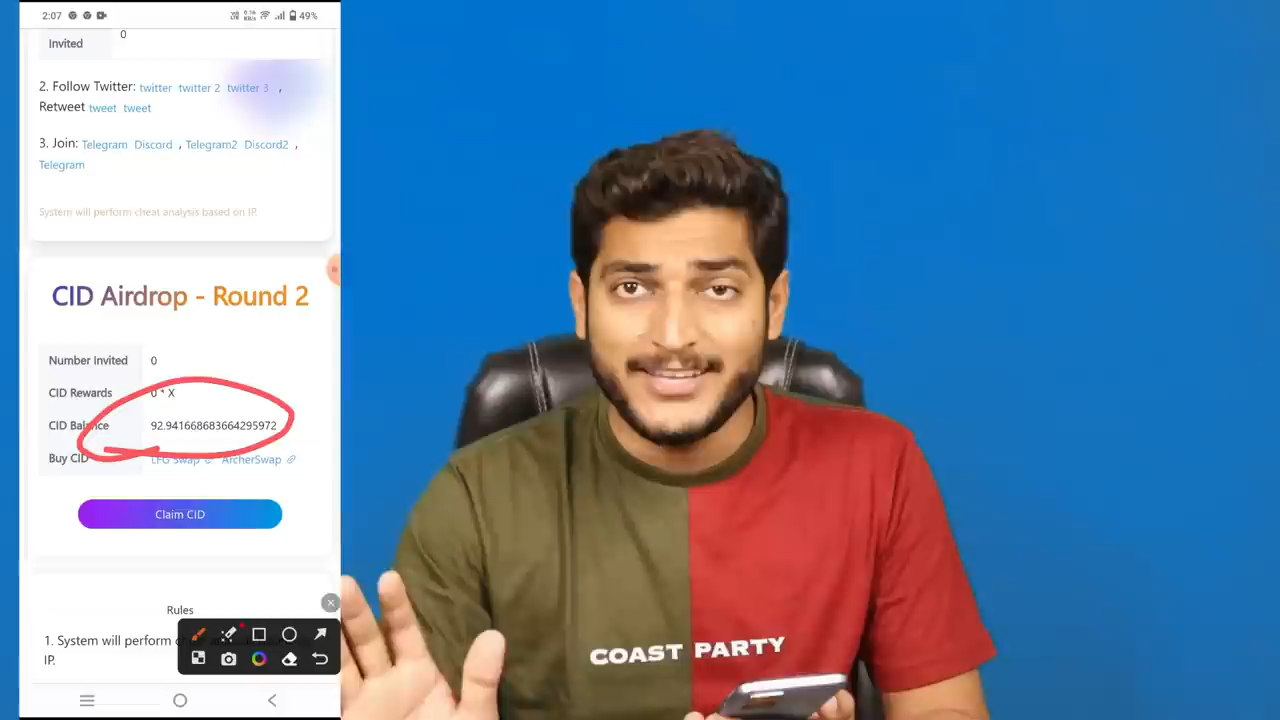 2:07
49%
0
Invited
2. Follow Twitter: twitter twitter 2 twitter 3 ,
Retweet tweet tweet
3. Join: Telegram Discord , Telegram2 Discord2 ,
Telegram
System will perform cheat analysis based on IP.
CID Airdrop - Round 2
Number Invited 0
CID Rewards 0 * X
CID Balance 92.941668683664295972
Buy CID LFG Swap ArcherSwap
Claim CID
Rules
1. System will perform
IP.
COAST PARTY